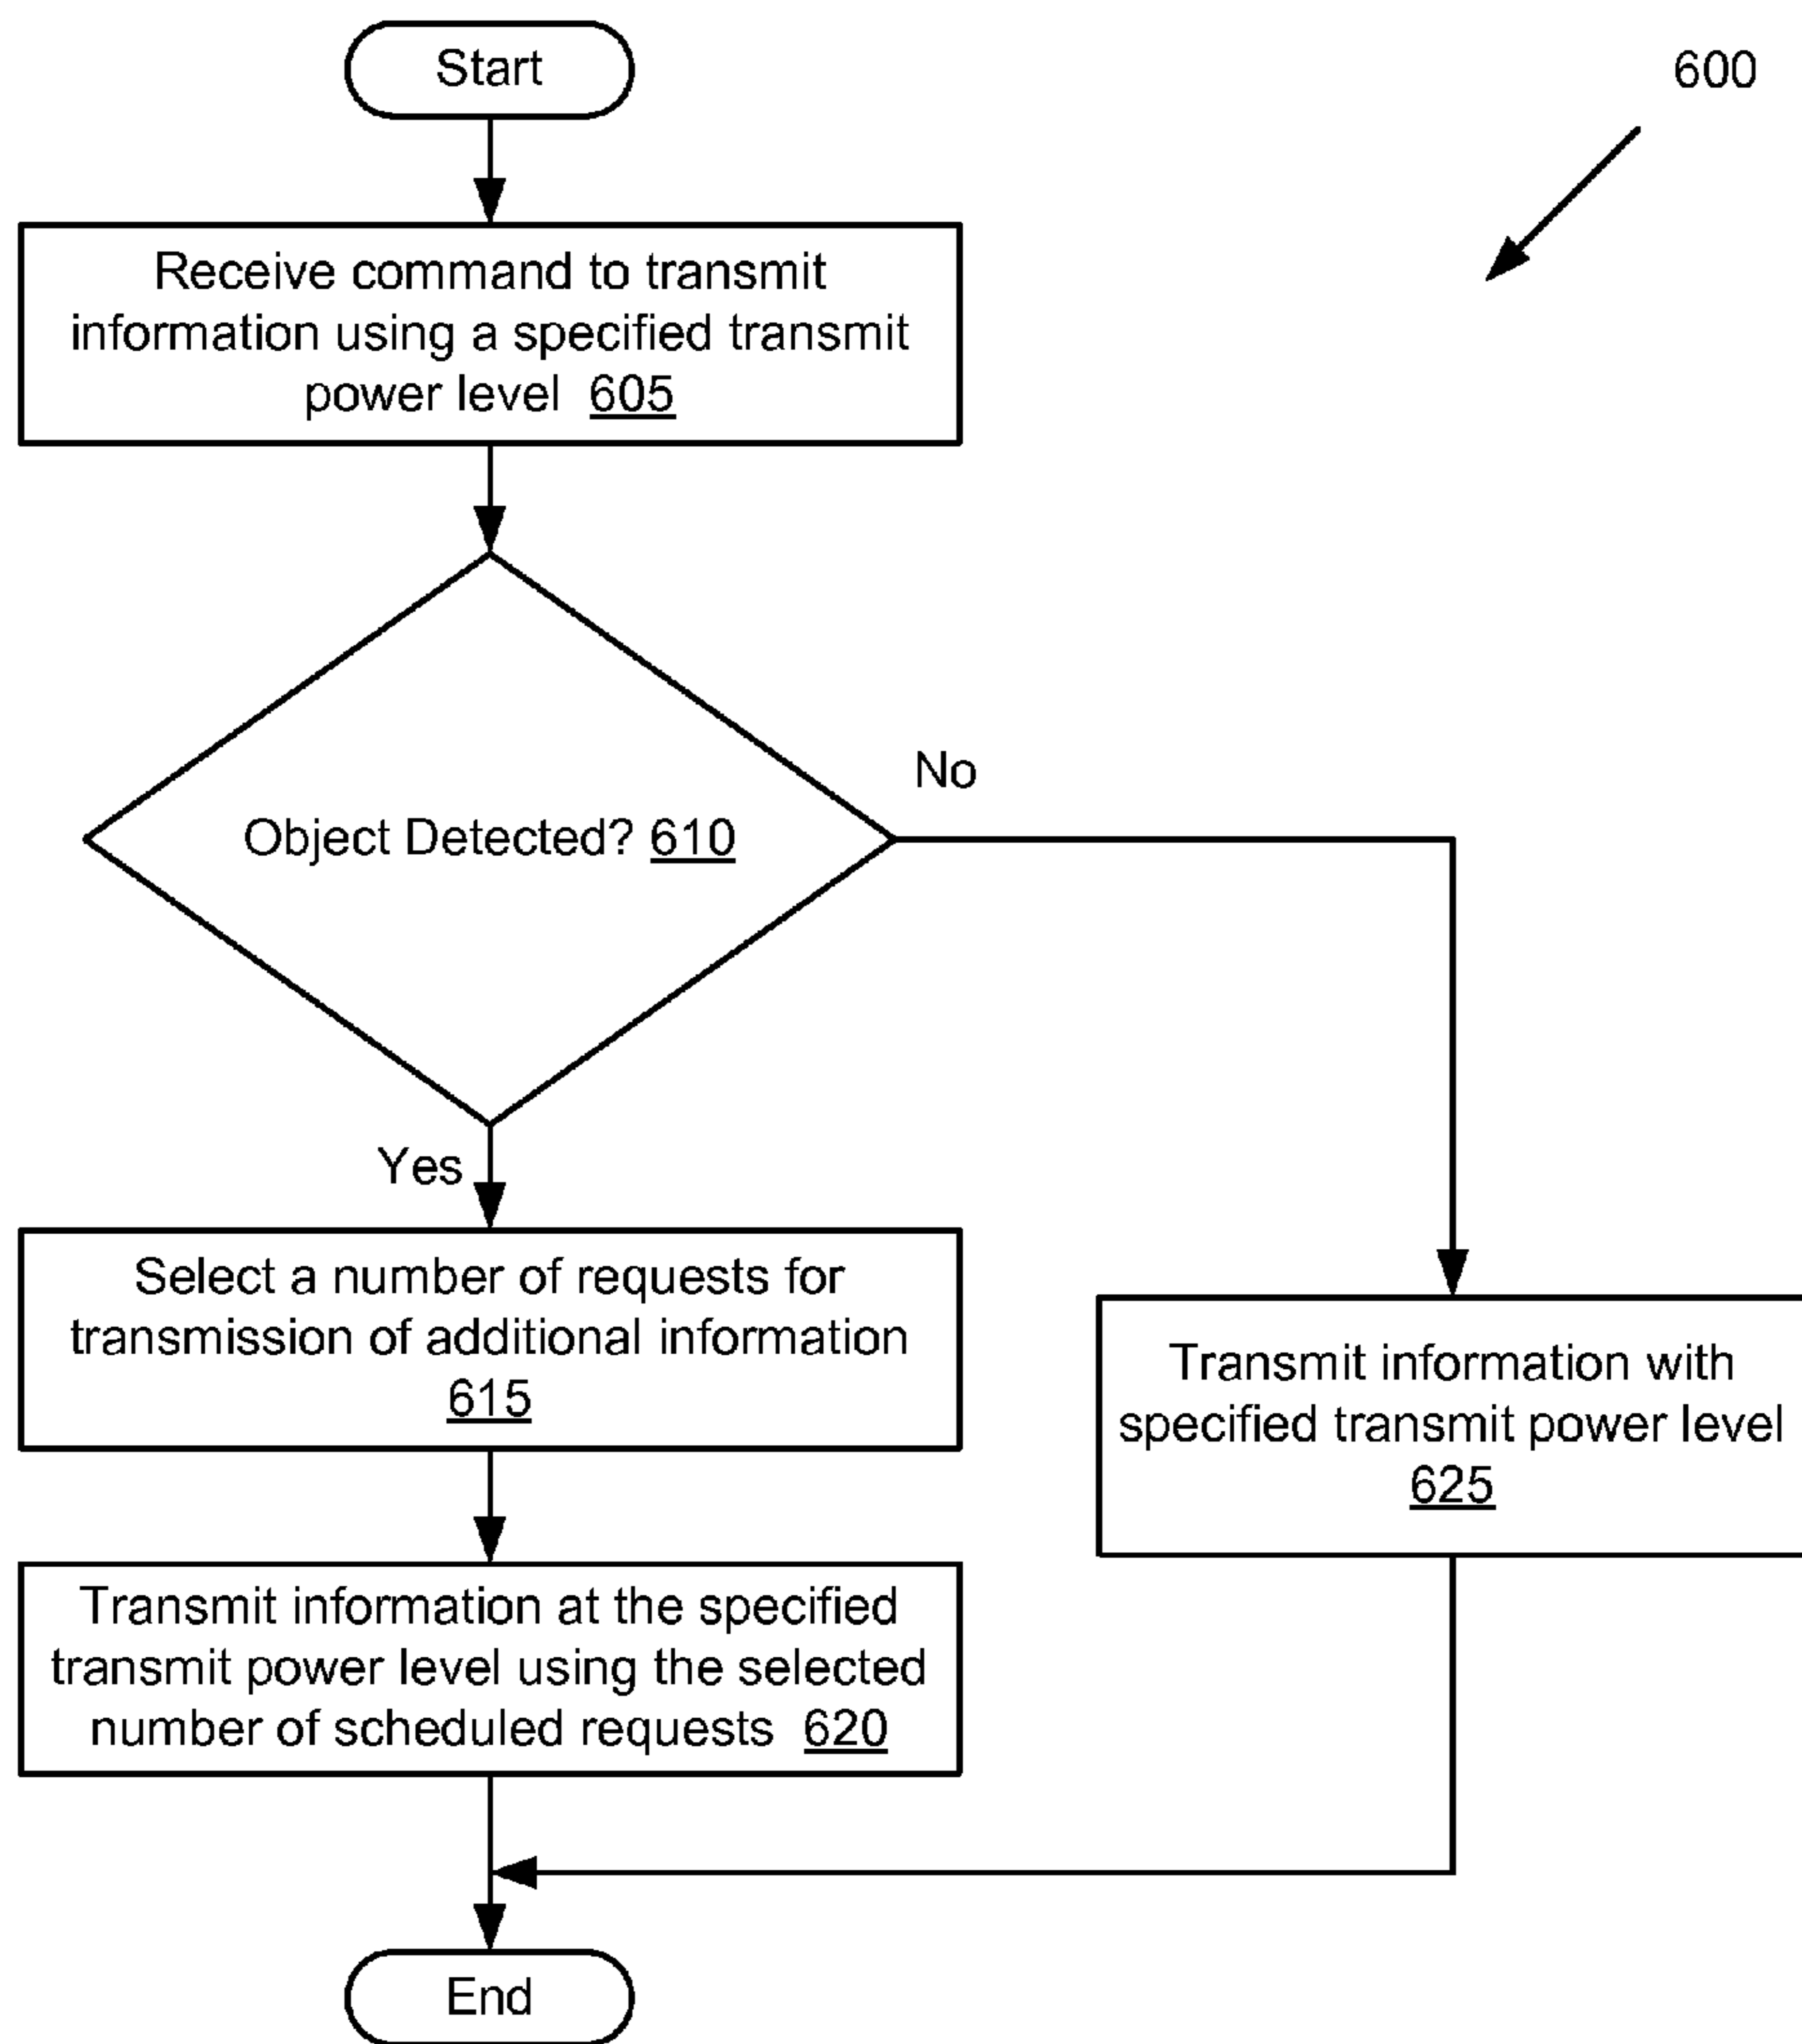 Start
600
Receive command to transmit
information using a specified transmit
power level 605
No
Object Detected? 610
Yes
Select a number of requests for
transmission of additional information
615
Transmit information with
specified transmit power level
625
Transmit information at the specified
transmit power level using the selected
number of scheduled requests 620
End